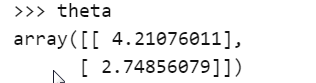 >>> theta
array([[ 4.21076011],
[ 2.74856079]])